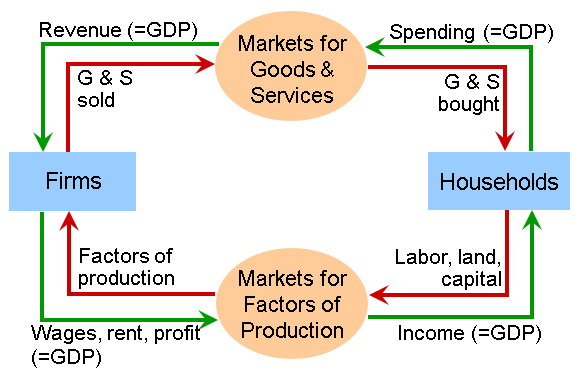 Revenue (=GDP)
Markets for
Goods &
Services
Spending (=GDP)
G & S
sold
G & S
bought
Firms
Households
Factors of
production
Markets for
Factors of
Production
Labor, land,
capital
Wages, rent, profit
(=GDP)
Income (=GDP)